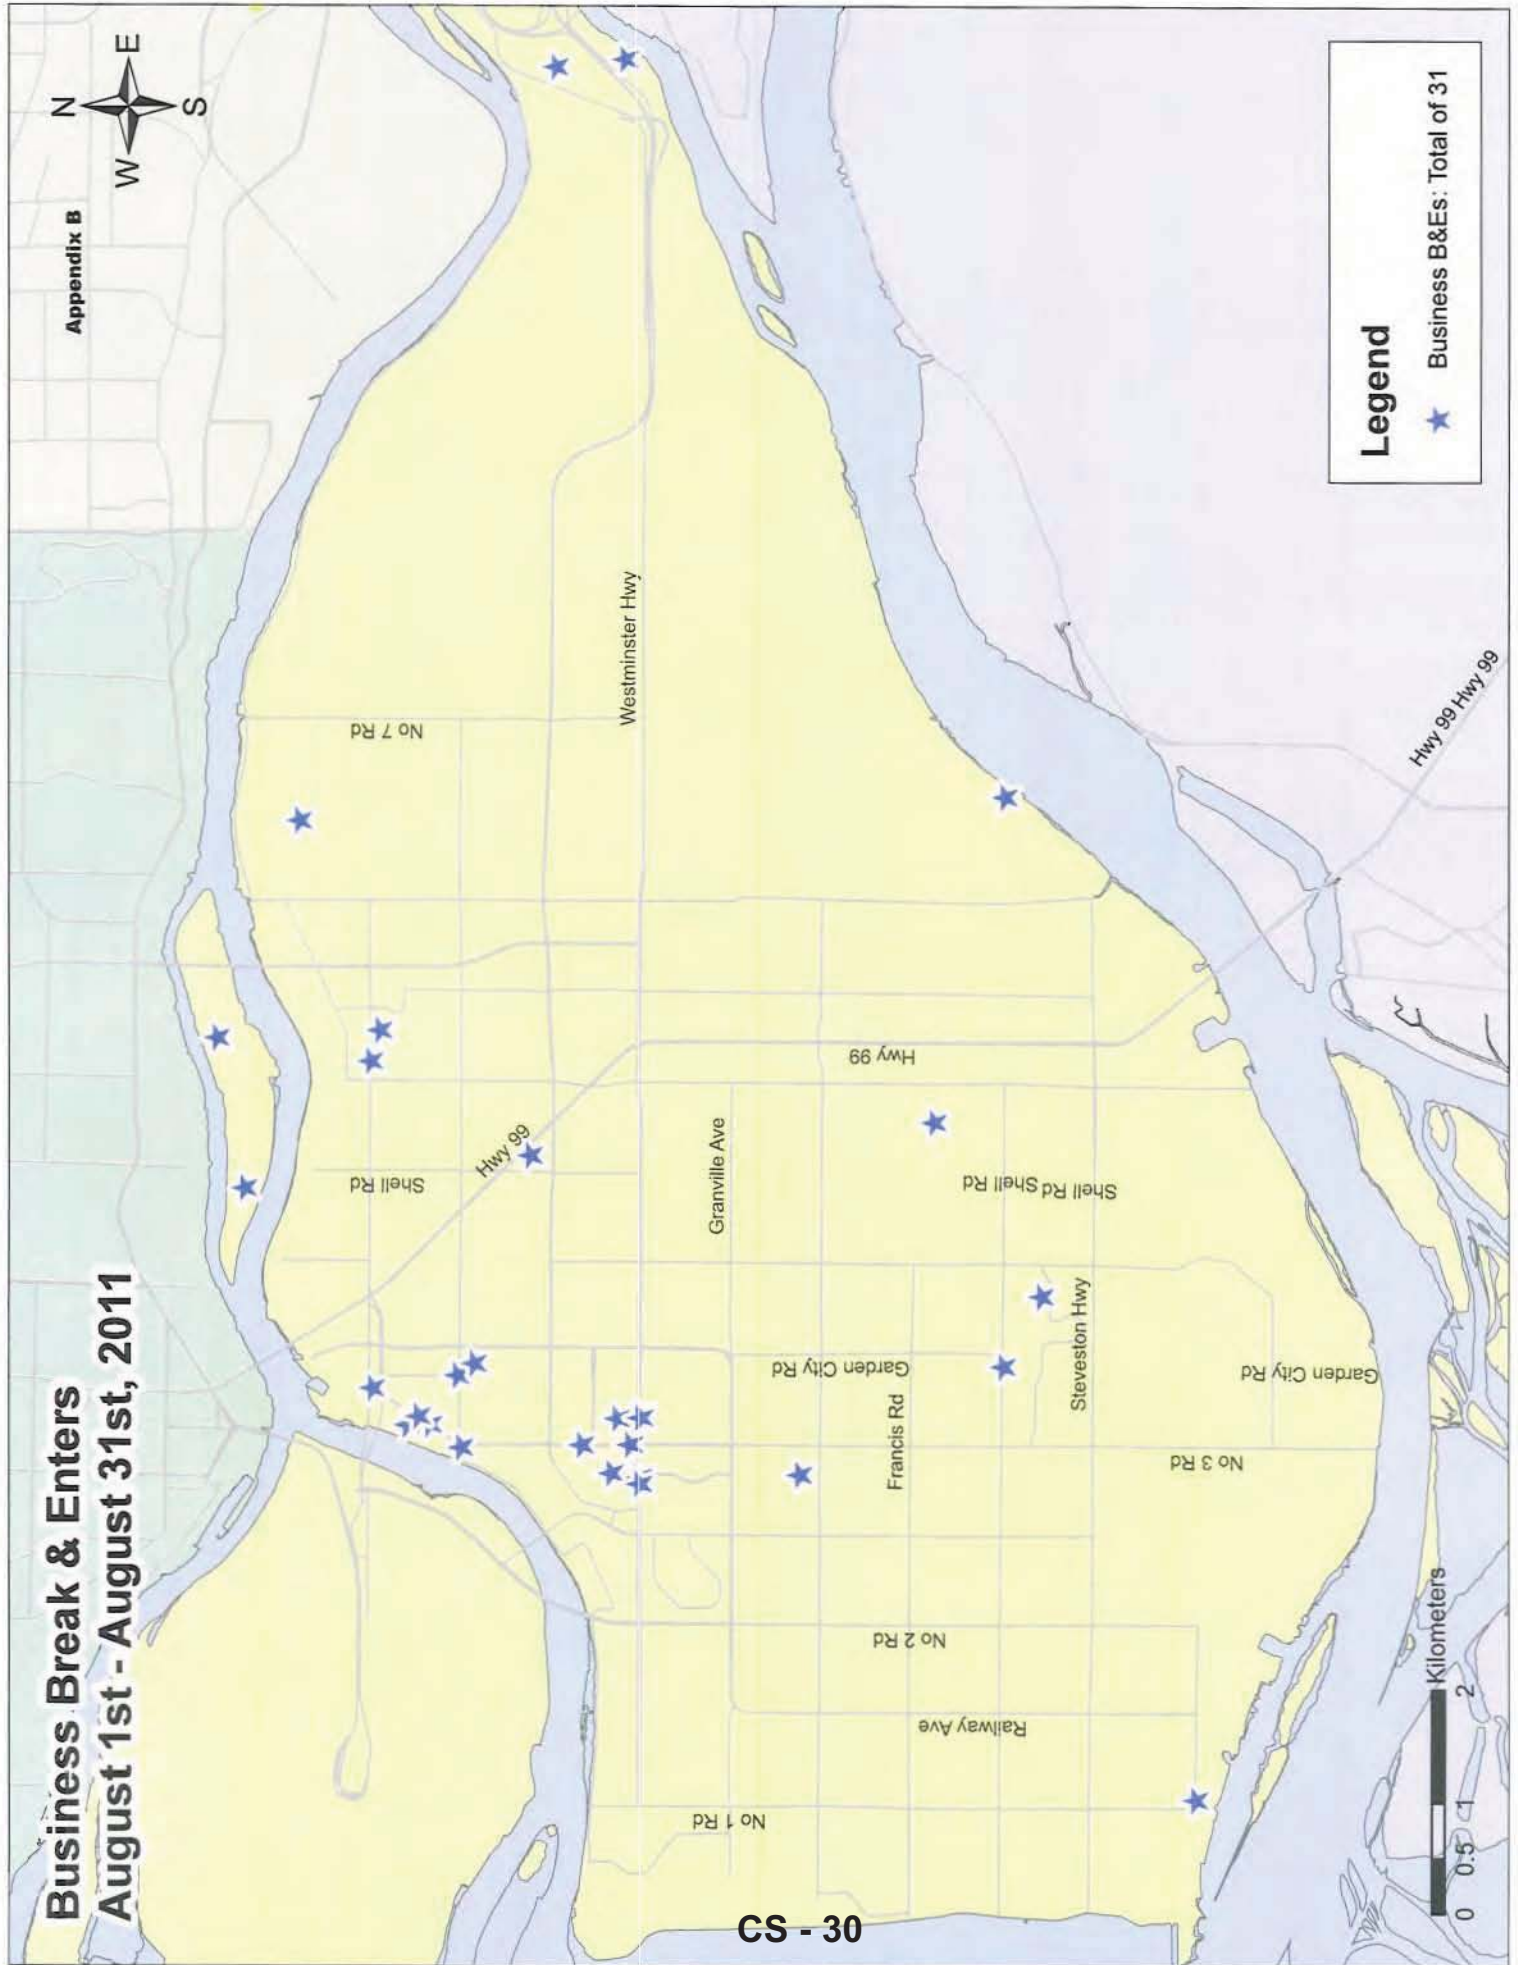 Business Break & Enters
August 1st - August 31st, 2011
Appendix B
N
W
E
S
No 7 Rd
Westminster Hwy
Hwy 99
Shell Rd
Hwy 99
Granville Ave
Shell Rd
Shell Rd
Shell Rd
Garden City Rd
Francis Rd
Steveston Hwy
Garden City Rd
No 3 Rd
No 2 Rd
Railway Ave
No 1 Rd
Hwy 99
Hwy 99
Legend
Business B&Es: Total of 31
Kilometers
0 0.5 1 2
CS - 30